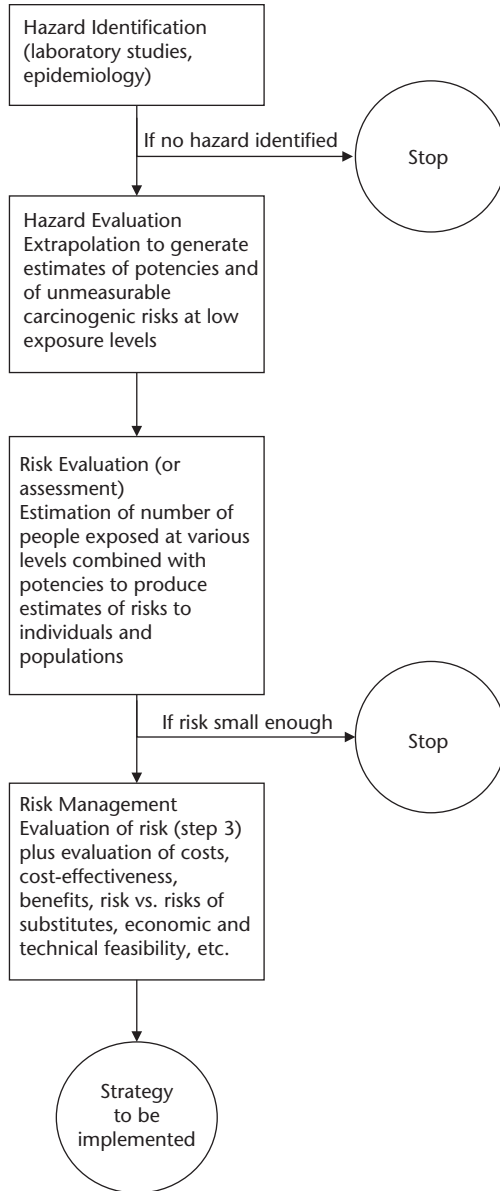 Hazard Identification
(laboratory studies,
epidemiology)
If no hazard identified
Stop
Hazard Evaluation
Extrapolation to generate
estimates of potencies and
of unmeasurable
carcinogenic risks at low
exposure levels
Risk Evaluation (or
assessment)
Estimation of number of
people exposed at various
levels combined with
potencies to produce
estimates of risks to
individuals and
populations
If risk small enough
Stop
Risk Management
Evaluation of risk (step 3)
plus evaluation of costs,
cost-effectiveness,
benefits, risk vs. risks of
substitutes, economic and
technical feasibility, etc.
Strategy
to be
implemented